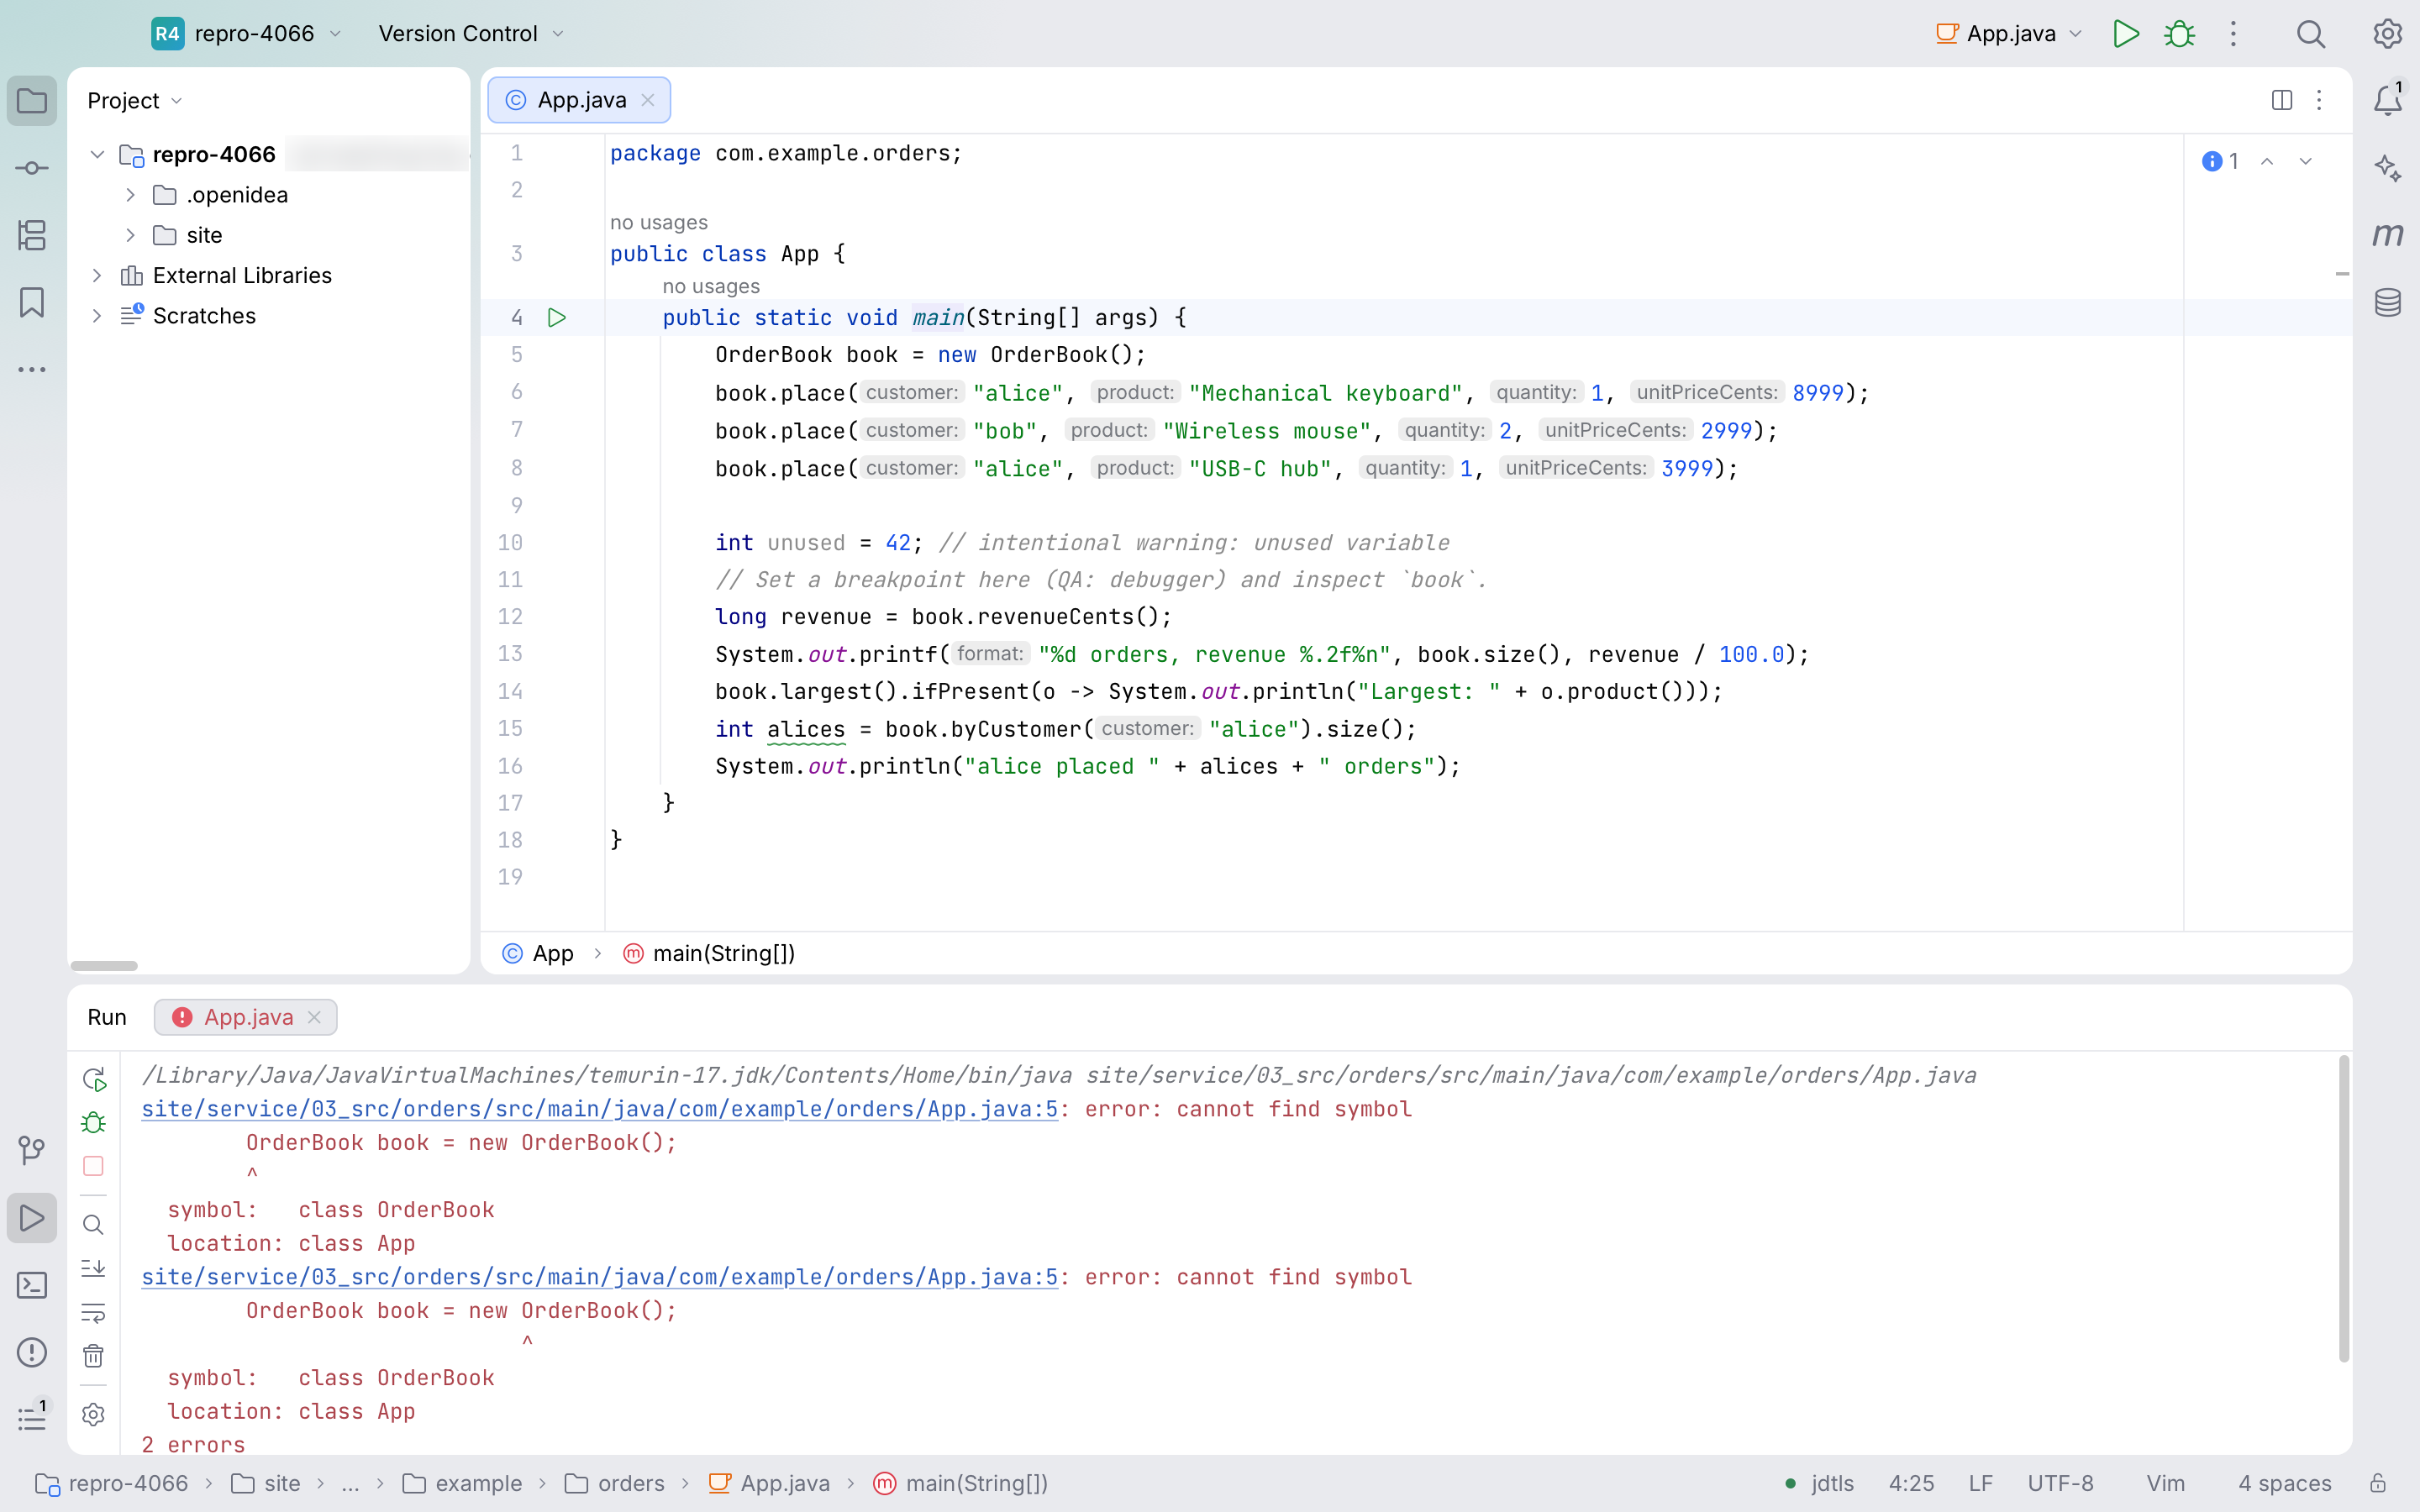 R4 repro-4066 Version Control App.java
Project
App.java
1
repro-4066
.openidea
site
External Libraries
Scratches
1 package com.example.orders;
1
2
no usages
3 public class App {
no usages
4 public static void main(String[] args) {
5 OrderBook book = new OrderBook();
6 book.place( customer: "alice", product: "Mechanical keyboard", quantity: 1, unitPriceCents: 8999);
7 book.place( customer: "bob", product: "Wireless mouse", quantity: 2, unitPriceCents: 2999);
8 book.place( customer: "alice", product: "USB-C hub", quantity: 1, unitPriceCents: 3999);
9
10 int unused = 42; // intentional warning: unused variable
11 // Set a breakpoint here (QA: debugger) and inspect `book`.
12 long revenue = book.revenueCents();
13 System.out.printf( format: "%d orders, revenue %.2f%n", book.size(), revenue / 100.0);
14 book.largest().ifPresent(o -> System.out.println("Largest: " + o.product()));
15 int alices = book.byCustomer( customer: "alice").size();
16 System.out.println("alice placed " + alices + " orders");
17 }
18 }
19
m
App > m main(String[])
Run App.java
/Library/Java/JavaVirtualMachines/temurin-17.jdk/Contents/Home/bin/java site/service/03_src/orders/src/main/java/com/example/orders/App.java
site/service/03_src/orders/src/main/java/com/example/orders/App.java:5: error: cannot find symbol
OrderBook book = new OrderBook();
^
symbol: class OrderBook
location: class App
site/service/03_src/orders/src/main/java/com/example/orders/App.java:5: error: cannot find symbol
OrderBook book = new OrderBook();
^
symbol: class OrderBook
location: class App
2 errors
1
repro-4066 > site > ... > example > orders > App.java > m main(String[]) jdtls 4:25 LF UTF-8 Vim 4 spaces